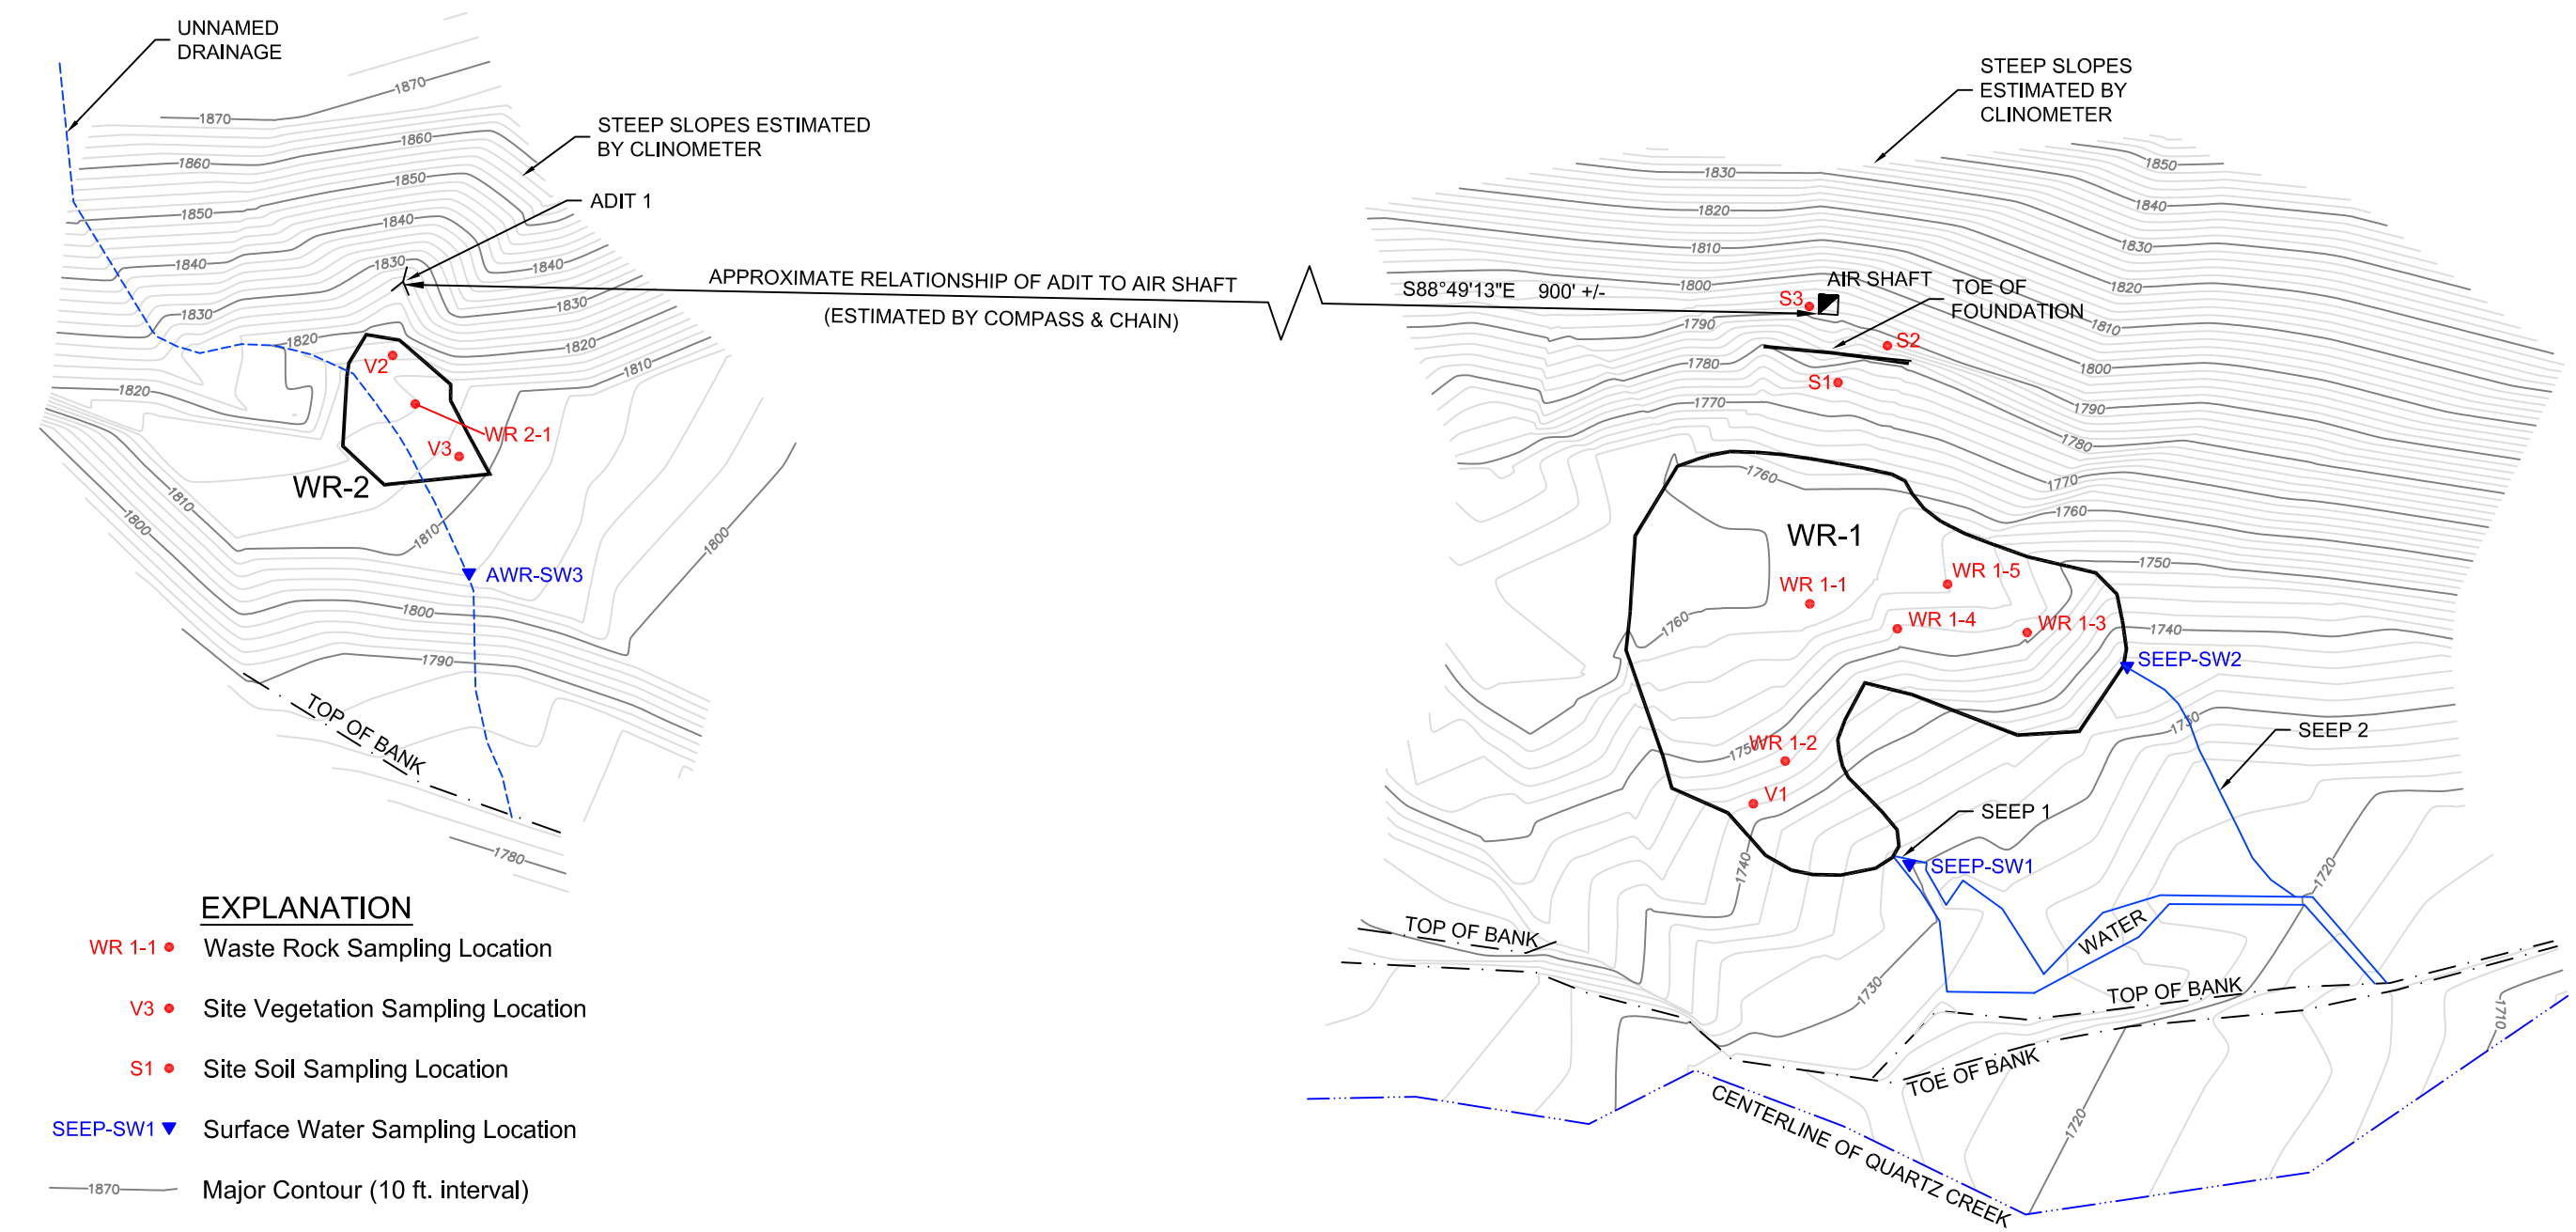 UNNAMED
DRAINAGE
1870
1870
STEEP SLOPES ESTIMATED
BY CLINOMETER
1860
1860
1850
1850
ADIT 1
1840
1840
1840
1830
1830
1830
1820
1820
1820
1810
APPROXIMATE RELATIONSHIP OF ADIT TO AIR SHAFT
(ESTIMATED BY COMPASS & CHAIN)
S88°49'13"E 900' +/-
V2
WR 2-1
V3
WR-2
1810
1800
1810
1800
AWR-SW3
1800
1790
TOP OF BANK
1780
STEEP SLOPES
ESTIMATED BY
CLINOMETER
1830
1850
1820
1840
1810
1830
1800
1820
AIR SHAFT
S3
TOE OF
FOUNDATION
1790
1810
S2
1780
1800
S1
1770
1790
1780
1760
1770
1760
WR-1
1750
WR 1-1
WR 1-5
1760
WR 1-4
WR 1-3
1740
SEEP-SW2
1730
SEEP 2
1750
WR 1-2
V1
SEEP 1
1740
SEEP-SW1
1720
TOP OF BANK
WATER
1730
TOP OF BANK
1710
TOE OF BANK
CENTERLINE OF QUARTZ CREEK
1720
EXPLANATION
WR 1-1 Waste Rock Sampling Location
V3 Site Vegetation Sampling Location
S1 Site Soil Sampling Location
SEEP-SW1 Surface Water Sampling Location
1870 Major Contour (10 ft. interval)